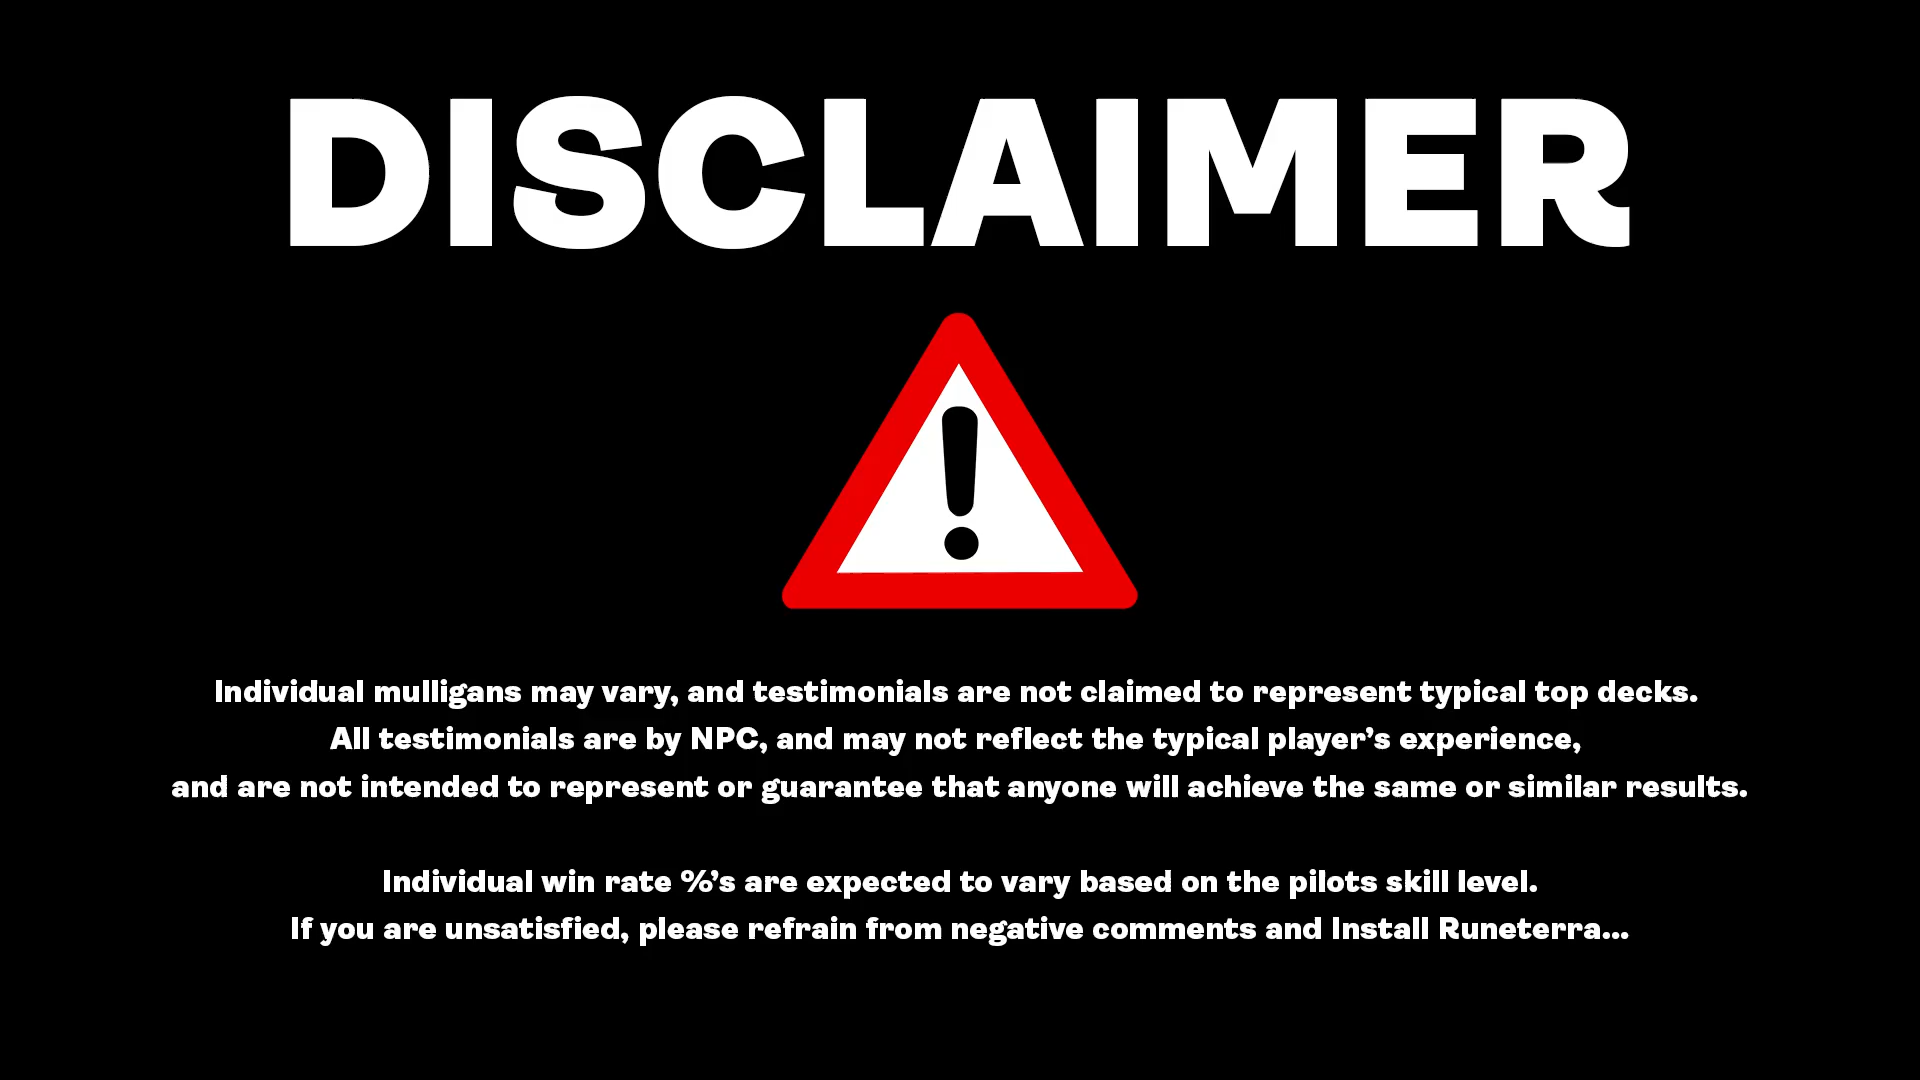 DISCLAIMER
Individual mulligans may vary, and testimonials are not claimed to represent typical top decks.
All testimonials are by NPC, and may not reflect the typical player’s experience,
and are not intended to represent or guarantee that anyone will achieve the same or similar results.
Individual win rate %’s are expected to vary based on the pilots skill level.
If you are unsatisfied, please refrain from negative comments and Install Runeterra...